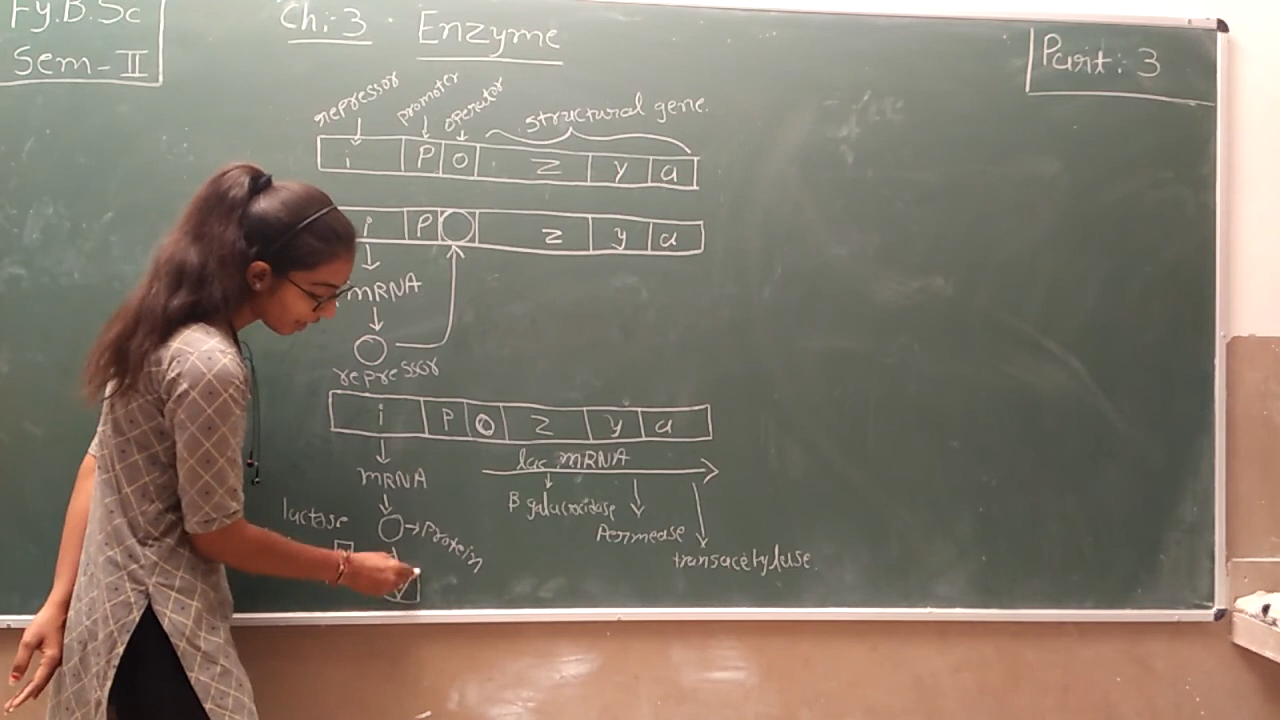 Fy.B.Sc
Sem-II
Ch:-3 Enzyme
Part: 3
repressor promoter operator structural gene.
i P O Z y a
i P z y a
mRNA
repressor
i P O Z y a
lac mRNA
mRNA
B galactosidase
lactase
Protein
Permease
transacetylase.